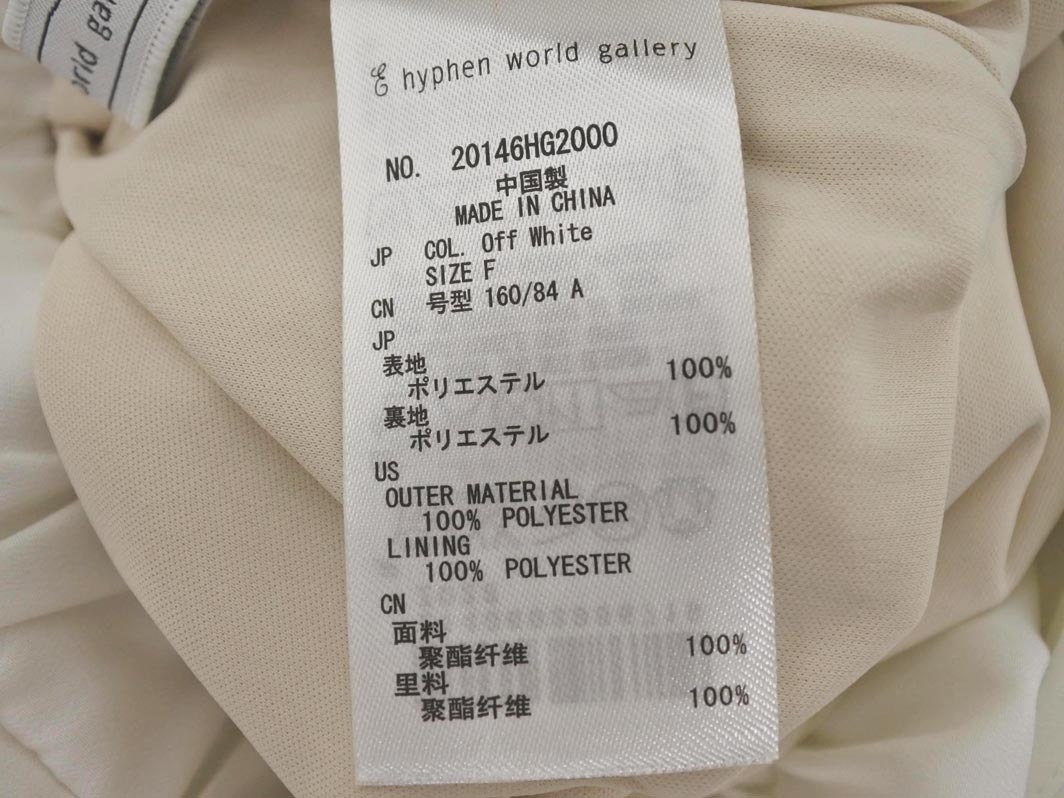 orld ga
hyphen world gallery
NO. 20146HG2000
中国製
MADE IN CHINA
JP COL. Off White
SIZE F
CN 号型 160/84 A
JP
表地
ポリエステル 100%
裏地
ポリエステル 100%
US
OUTER MATERIAL
100% POLYESTER
LINING
100% POLYESTER
CN
面料
聚酯纤维 100%
里料
聚酯纤维 100%